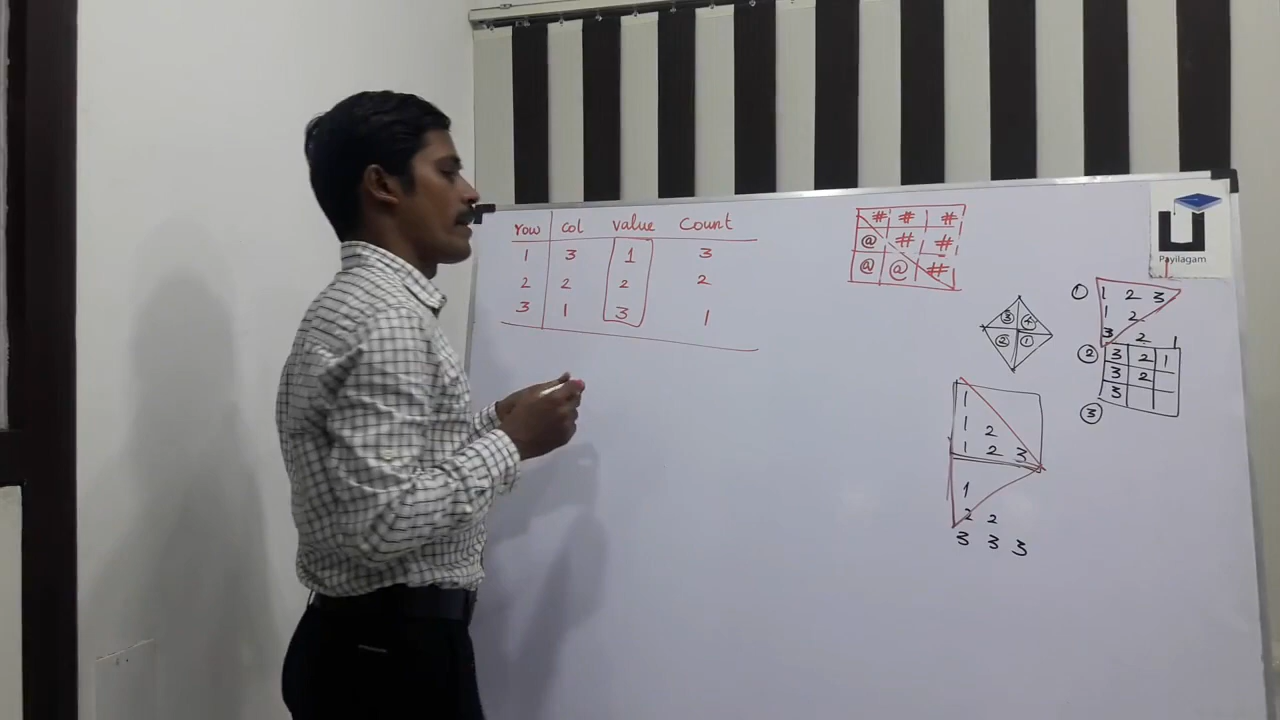 row col value Count
1 3 1 3
2 2 2 2
3 1 3 1
# # #
@ # #
@ @ #
Payilagam
3 4
2 1
1 1 2 3
1 2
3 2 1
2 3 2 1
3 2
3
3
1
1 2
1 2 3
1
2 2
3 3 3